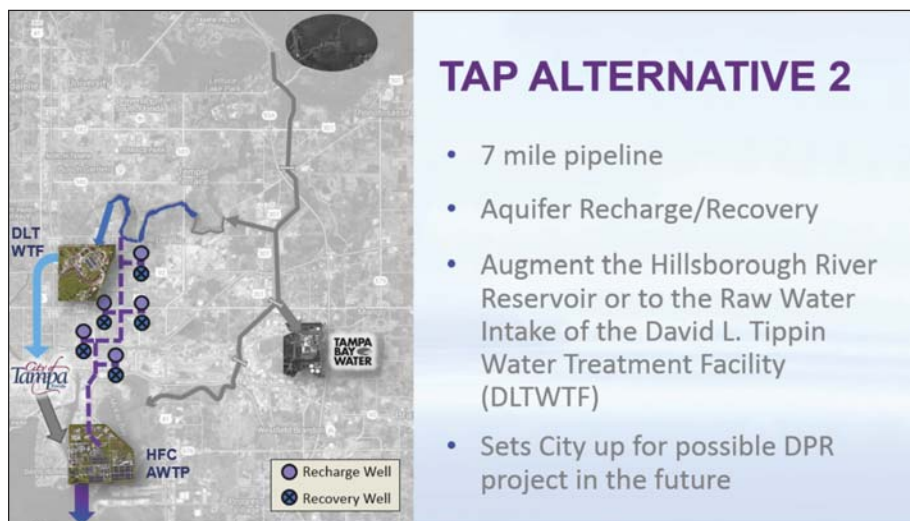 TAP ALTERNATIVE 2
• 7 mile pipeline
• Aquifer Recharge/Recovery
• Augment the Hillsborough River
Reservoir or to the Raw Water
Intake of the David L. Tippin
Water Treatment Facility
(DLTWTF)
• Sets City up for possible DPR
project in the future
DLT
WTF
TAMPA
BAY
WATER
City of
Tampa
HFC
AWTP
Recharge Well
Recovery Well